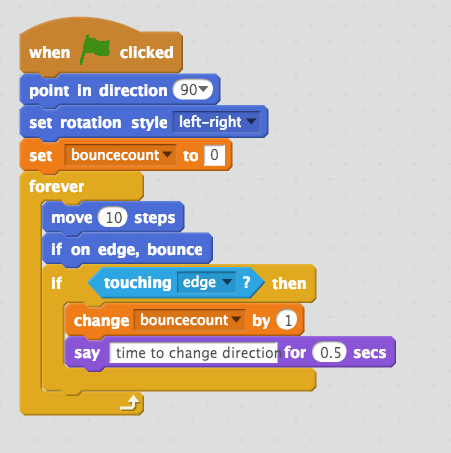 when clicked
point in direction 90
set rotation style left-right
set bouncecount to 0
forever
move 10 steps
if on edge, bounce
if touching edge ? then
change bouncecount by 1
say time to change direction for 0.5 secs